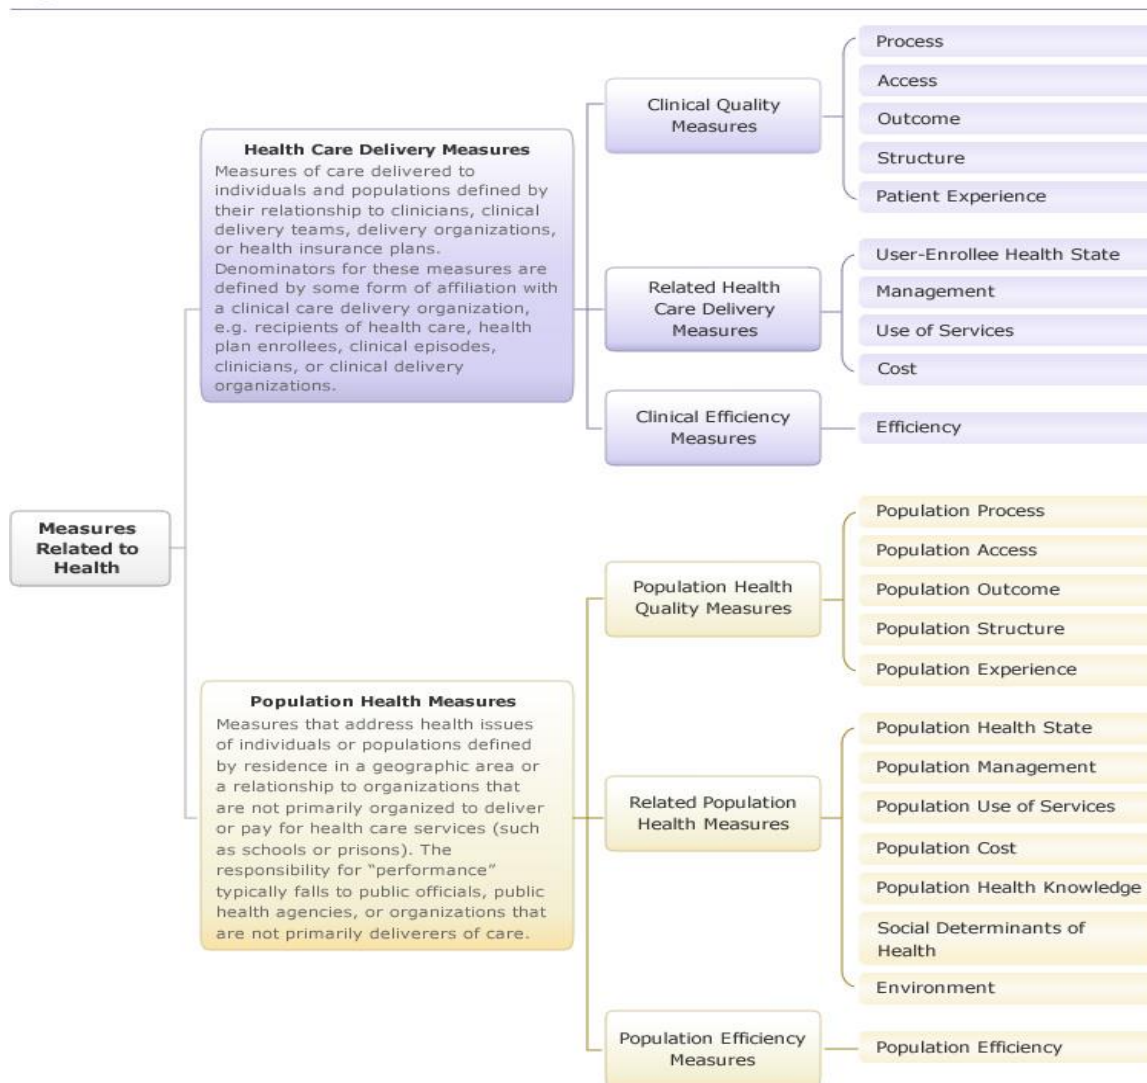 Measures
Related to
Health
Health Care Delivery Measures
Measures of care delivered to
individuals and populations defined by
their relationship to clinicians, clinical
delivery teams, delivery organizations,
or health insurance plans.
Denominators for these measures are
defined by some form of affiliation with
a clinical care delivery organization,
e.g. recipients of health care, health
plan enrollees, clinical episodes,
clinicians, or clinical delivery
organizations.
Clinical Quality
Measures
Process
Access
Outcome
Structure
Patient Experience
Related Health
Care Delivery
Measures
User-Enrollee Health State
Management
Use of Services
Cost
Clinical Efficiency
Measures
Efficiency
Population Health Measures
Measures that address health issues
of individuals or populations defined
by residence in a geographic area or
a relationship to organizations that
are not primarily organized to deliver
or pay for health care services (such
as schools or prisons). The
responsibility for “performance”
typically falls to public officials, public
health agencies, or organizations that
are not primarily deliverers of care.
Population Health
Quality Measures
Population Process
Population Access
Population Outcome
Population Structure
Population Experience
Related Population
Health Measures
Population Health State
Population Management
Population Use of Services
Population Cost
Population Health Knowledge
Social Determinants of
Health
Environment
Population Efficiency
Measures
Population Efficiency